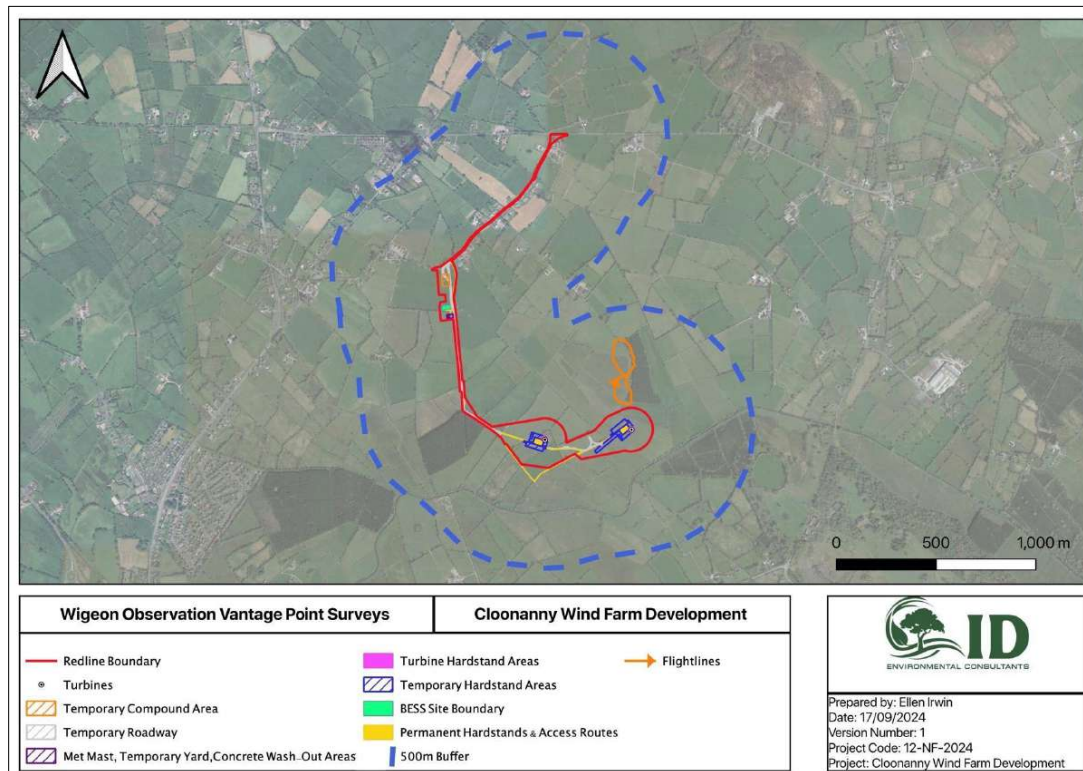 0 500 1,000 m
Wigeon Observation Vantage Point Surveys
Cloonanny Wind Farm Development
Redline Boundary
Turbines
Temporary Compound Area
Temporary Roadway
Met Mast, Temporary Yard,Concrete Wash-Out Areas
Turbine Hardstand Areas
Temporary Hardstand Areas
BESS Site Boundary
Permanent Hardstands & Access Routes
500m Buffer
Flightlines
ID
ENVIRONMENTAL CONSULTANTS
Prepared by: Ellen Irwin
Date: 17/09/2024
Version Number: 1
Project Code: 12-NF-2024
Project: Cloonanny Wind Farm Development